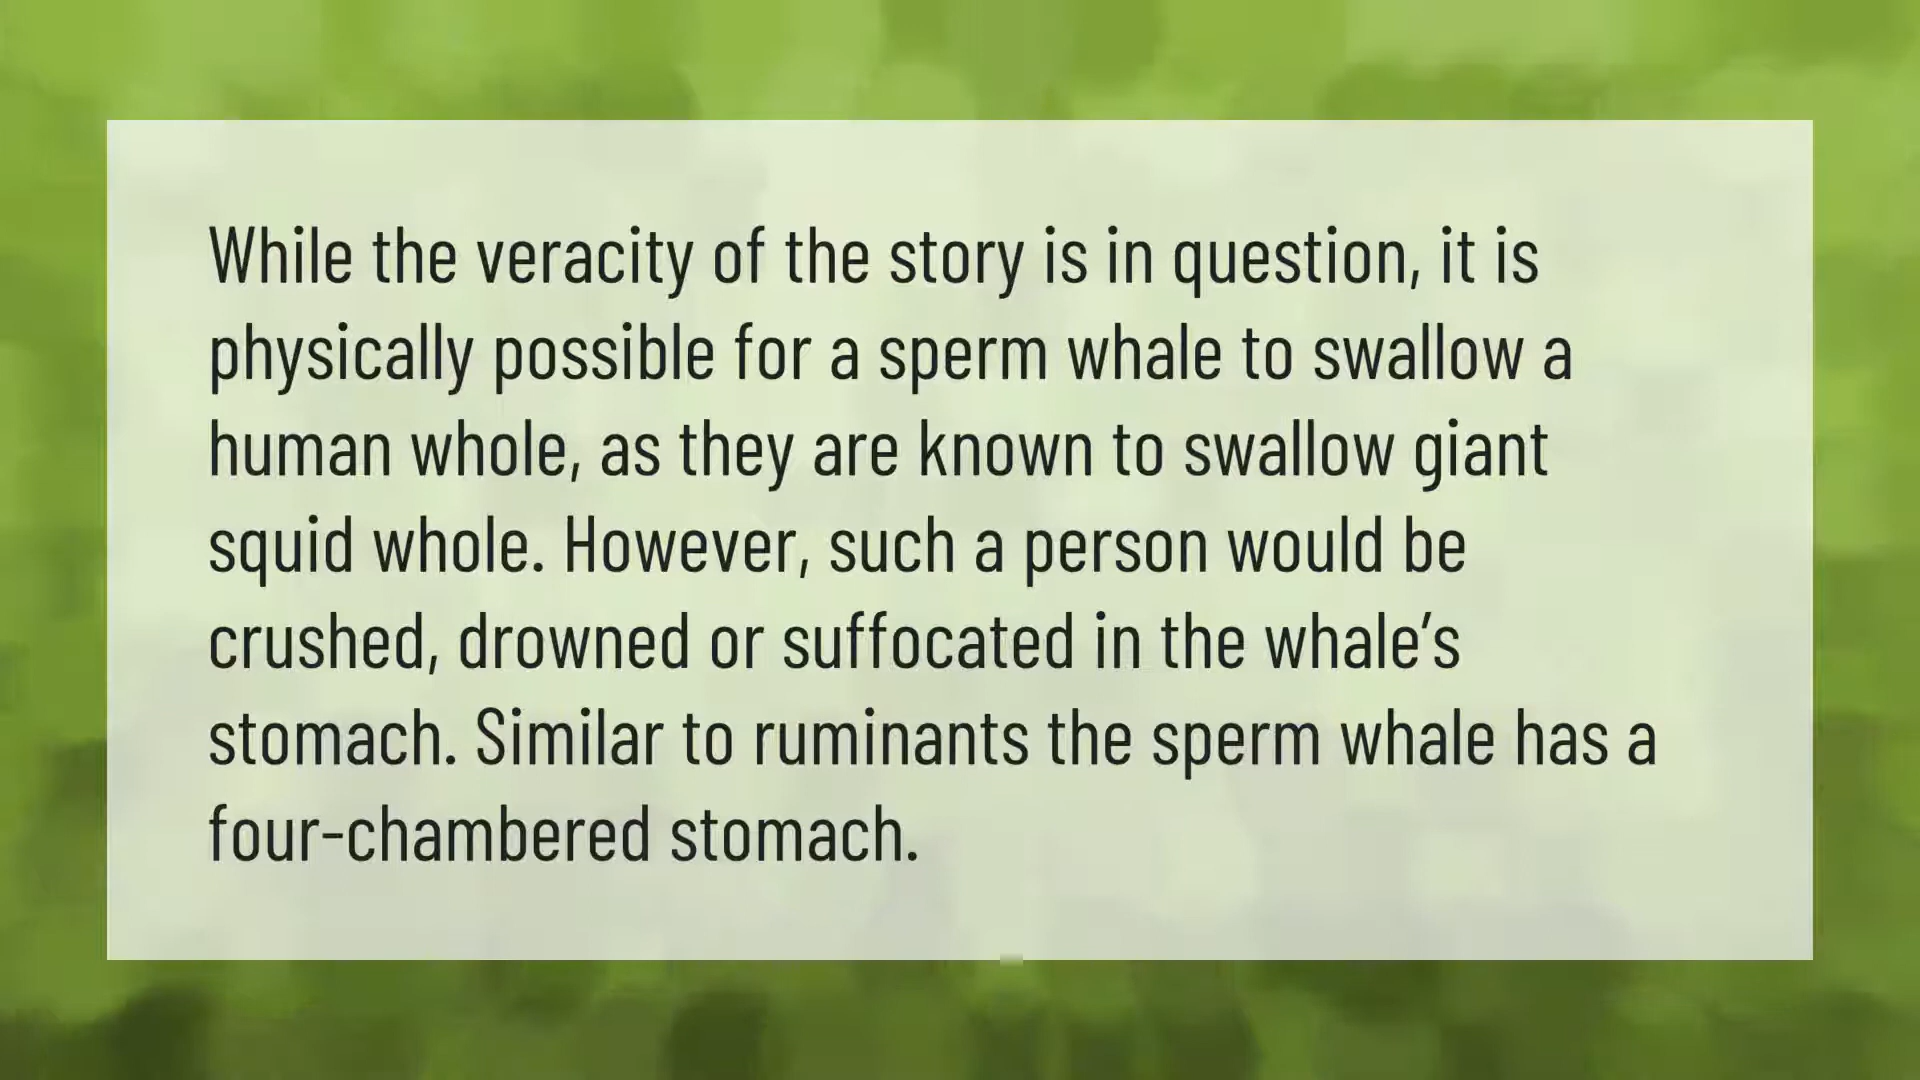 While the veracity of the story is in question, it is
physically possible for a sperm whale to swallow a
human whole, as they are known to swallow giant
squid whole. However, such a person would be
crushed, drowned or suffocated in the whale’s
stomach. Similar to ruminants the sperm whale has a
four-chambered stomach.